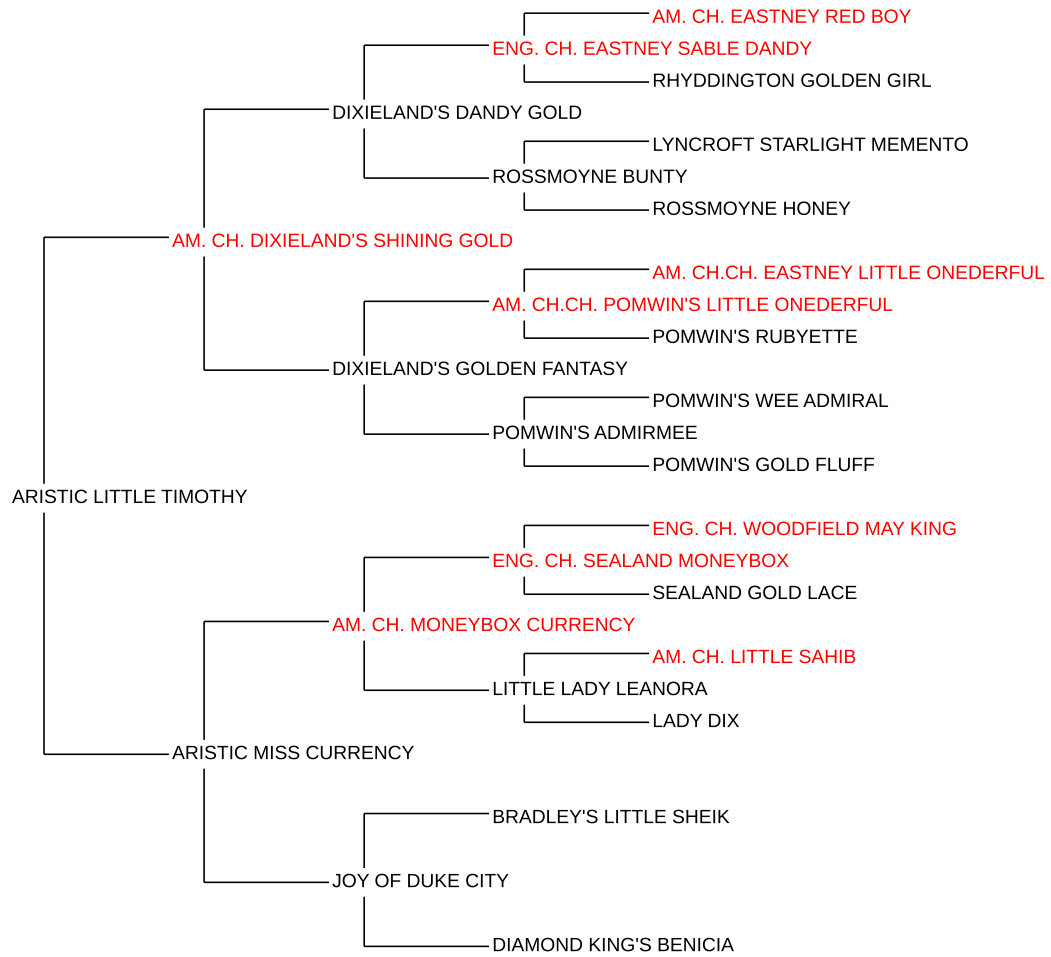 AM. CH. EASTNEY RED BOY
ENG. CH. EASTNEY SABLE DANDY
RHYDDINGTON GOLDEN GIRL
DIXIELAND'S DANDY GOLD
LYNCROFT STARLIGHT MEMENTO
ROSSMOYNE BUNTY
ROSSMOYNE HONEY
AM. CH. DIXIELAND'S SHINING GOLD
AM. CH.CH. EASTNEY LITTLE ONEDERFUL
AM. CH.CH. POMWIN'S LITTLE ONEDERFUL
POMWIN'S RUBYETTE
DIXIELAND'S GOLDEN FANTASY
POMWIN'S WEE ADMIRAL
POMWIN'S ADMIRMEE
POMWIN'S GOLD FLUFF
ARISTIC LITTLE TIMOTHY
ENG. CH. WOODFIELD MAY KING
ENG. CH. SEALAND MONEYBOX
SEALAND GOLD LACE
AM. CH. MONEYBOX CURRENCY
AM. CH. LITTLE SAHIB
LITTLE LADY LEANORA
LADY DIX
ARISTIC MISS CURRENCY
BRADLEY'S LITTLE SHEIK
JOY OF DUKE CITY
DIAMOND KING'S BENICIA